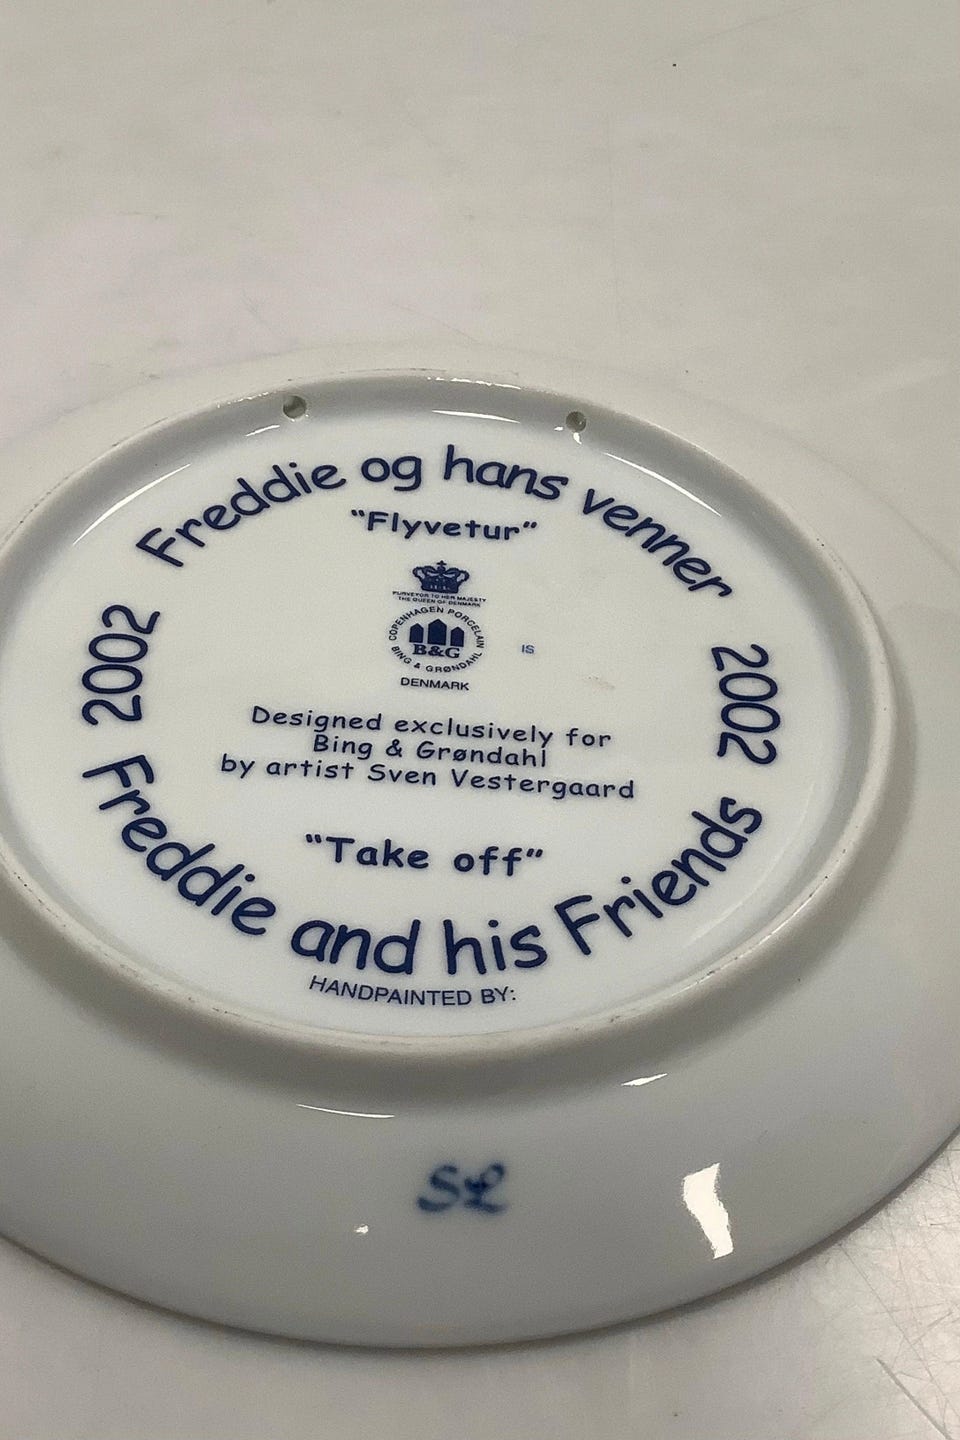 Freddie og hans venner
"Flyvetur"
PURVEYOR TO HER MAJESTY
THE QUEEN OF DENMARK
COPENHAGEN PORCELAIN
B&G
BING & GRØNDAHL
DENMARK
IS
2002
2002
Designed exclusively for
Bing & Grøndahl
by artist Sven Vestergaard
"Take off"
Freddie and his Friends
HANDPAINTED BY:
SL